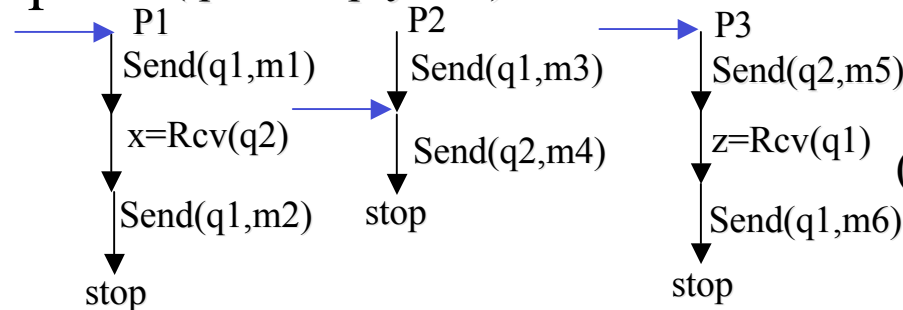 P1
Send(q1,m1)
x=Rcv(q2)
Send(q1,m2)
stop
P2
Send(q1,m3)
Send(q2,m4)
stop
P3
Send(q2,m5)
z=Rcv(q1)
Send(q1,m6)
stop
(